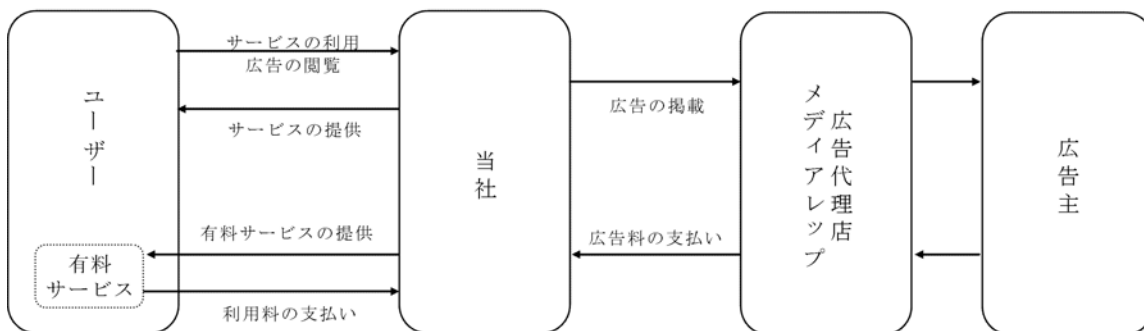 ユーザー
有料
サービス
サービスの利用
広告の閲覧
サービスの提供
有料サービスの提供
利用料の支払い
当社
広告の掲載
広告料の支払い
広告代理店
メディアレップ
広告主